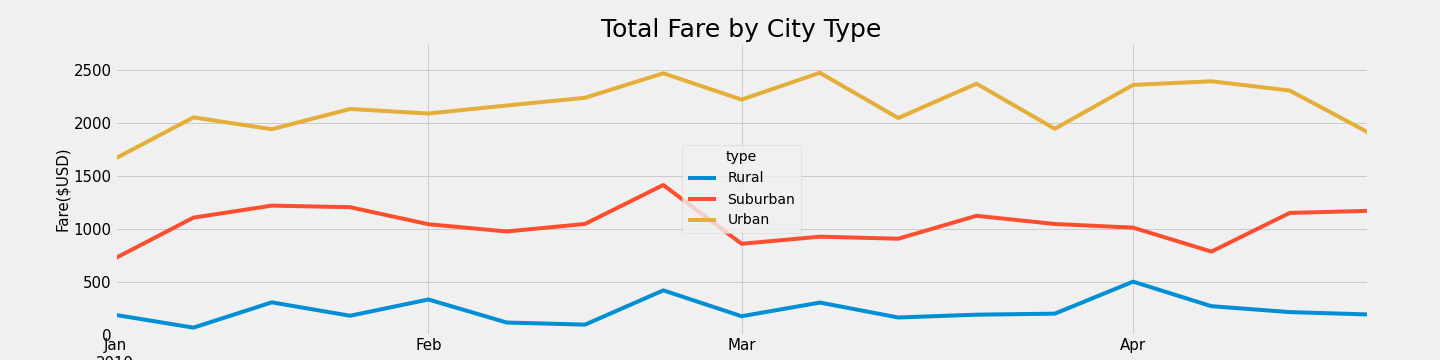 Total Fare by City Type
Fare($USD)
2500
2000
1500
1000
500
0
type
Rural
Suburban
Urban
Jan
Feb
Mar
Apr